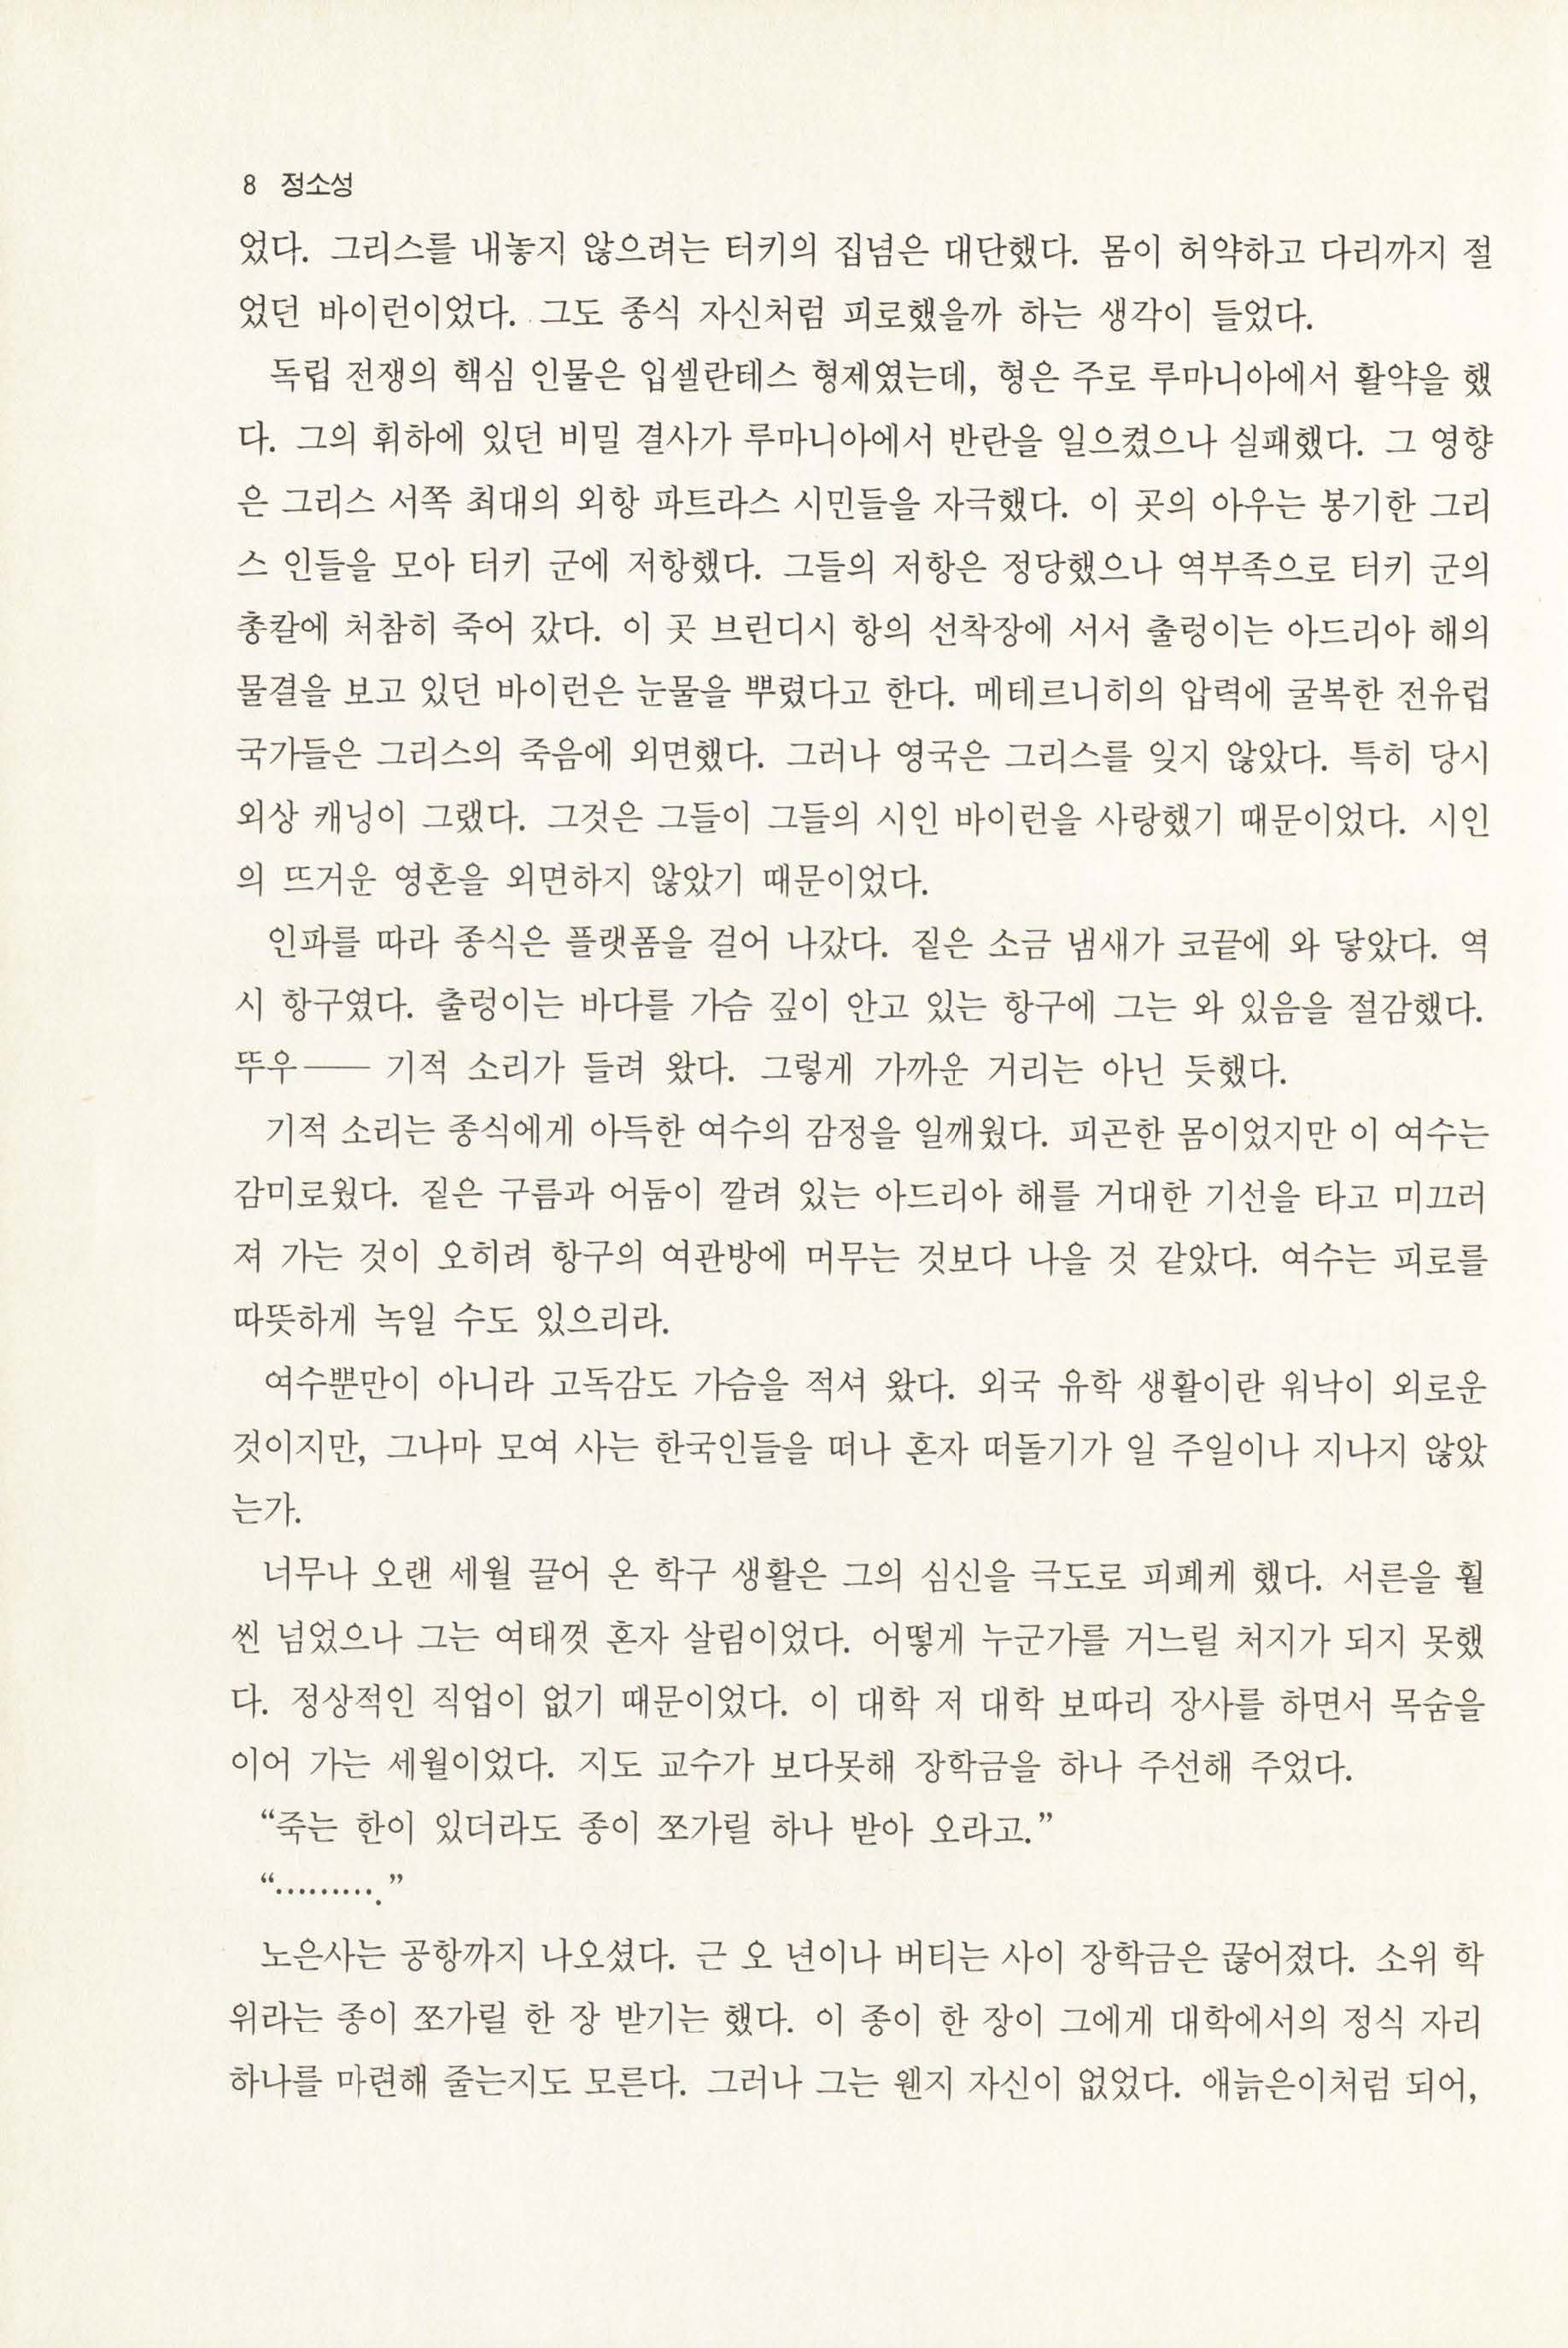 8 정소성
었다. 그리스를 내놓지 않으려는 터키의 집념은 대단했다. 몸이 허약하고 다리까지 절
었던 바이런이었다. 그도 종식 자신처럼 피로했을까 하는 생각이 들었다.
독립 전쟁의 핵심 인물은 입셀란테스 형제였는데, 형은 주로 루마니아에서 활약을 했
다. 그의 휘하에 있던 비밀 결사가 루마니아에서 반란을 일으켰으나 실패했다. 그 영향
은 그리스 서쪽 최대의 외항 파트라스 시민들을 자극했다. 이 곳의 아우는 봉기한 그리
스 인들을 모아 터키 군에 저항했다. 그들의 저항은 정당했으나 역부족으로 터키 군의
총칼에 처참히 죽어 갔다. 이 곳 브린디시 항의 선착장에 서서 출렁이는 아드리아 해의
물결을 보고 있던 바이런은 눈물을 뿌렸다고 한다. 메테르니히의 압력에 굴복한 전유럽
국가들은 그리스의 죽음에 외면했다. 그러나 영국은 그리스를 잊지 않았다. 특히 당시
외상 캐닝이 그랬다. 그것은 그들이 그들의 시인 바이런을 사랑했기 때문이었다. 시인
의 뜨거운 영혼을 외면하지 않았기 때문이었다.
인파를 따라 종식은 플랫폼을 걸어 나갔다. 짙은 소금 냄새가 코끝에 와 닿았다. 역
시 항구였다. 출렁이는 바다를 가슴 깊이 안고 있는 항구에 그는 와 있음을 절감했다.
뚜우―― 기적 소리가 들려 왔다. 그렇게 가까운 거리는 아닌 듯했다.
기적 소리는 종식에게 아득한 여수의 감정을 일깨웠다. 피곤한 몸이었지만 이 여수는
감미로웠다. 짙은 구름과 어둠이 깔려 있는 아드리아 해를 거대한 기선을 타고 미끄러
져 가는 것이 오히려 항구의 여관방에 머무는 것보다 나을 것 같았다. 여수는 피로를
따뜻하게 녹일 수도 있으리라.
여수뿐만이 아니라 고독감도 가슴을 적셔 왔다. 외국 유학 생활이란 워낙이 외로운
것이지만, 그나마 모여 사는 한국인들을 떠나 혼자 떠돌기가 일 주일이나 지나지 않았
는가.
너무나 오랜 세월 끌어 온 학구 생활은 그의 심신을 극도로 피폐케 했다. 서른을 훨
씬 넘었으나 그는 여태껏 혼자 살림이었다. 어떻게 누군가를 거느릴 처지가 되지 못했
다. 정상적인 직업이 없기 때문이었다. 이 대학 저 대학 보따리 장사를 하면서 목숨을
이어 가는 세월이었다. 지도 교수가 보다못해 장학금을 하나 주선해 주었다.
“죽는 한이 있더라도 종이 쪼가릴 하나 받아 오라고.”
“……….”
노은사는 공항까지 나오셨다. 근 오 년이나 버티는 사이 장학금은 끊어졌다. 소위 학
위라는 종이 쪼가릴 한 장 받기는 했다. 이 종이 한 장이 그에게 대학에서의 정식 자리
하나를 마련해 줄는지도 모른다. 그러나 그는 웬지 자신이 없었다. 애늙은이처럼 되어,